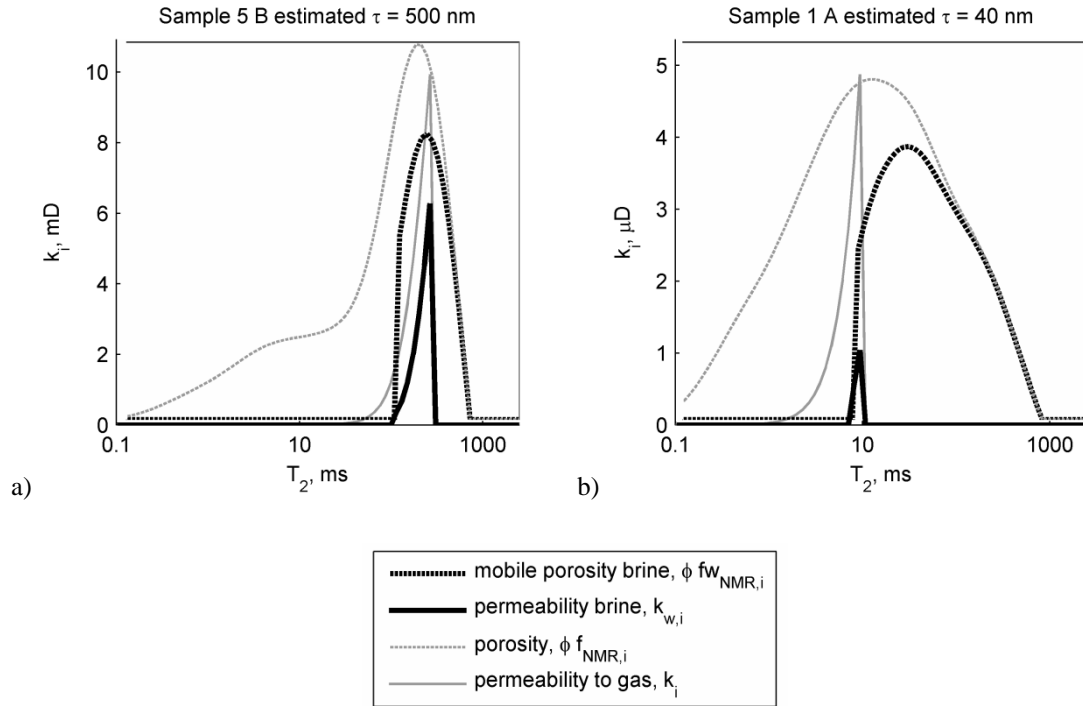 Sample 5 B estimated τ = 500 nm
10
8
6
4
2
0
k_i, mD
0.1 10 1000
T_2, ms
a)
Sample 1 A estimated τ = 40 nm
5
4
3
2
1
0
k_i, μD
0.1 10 1000
T_2, ms
b)
mobile porosity brine, ϕ fw_NMR,i
permeability brine, k_w,i
porosity, ϕ f_NMR,i
permeability to gas, k_i